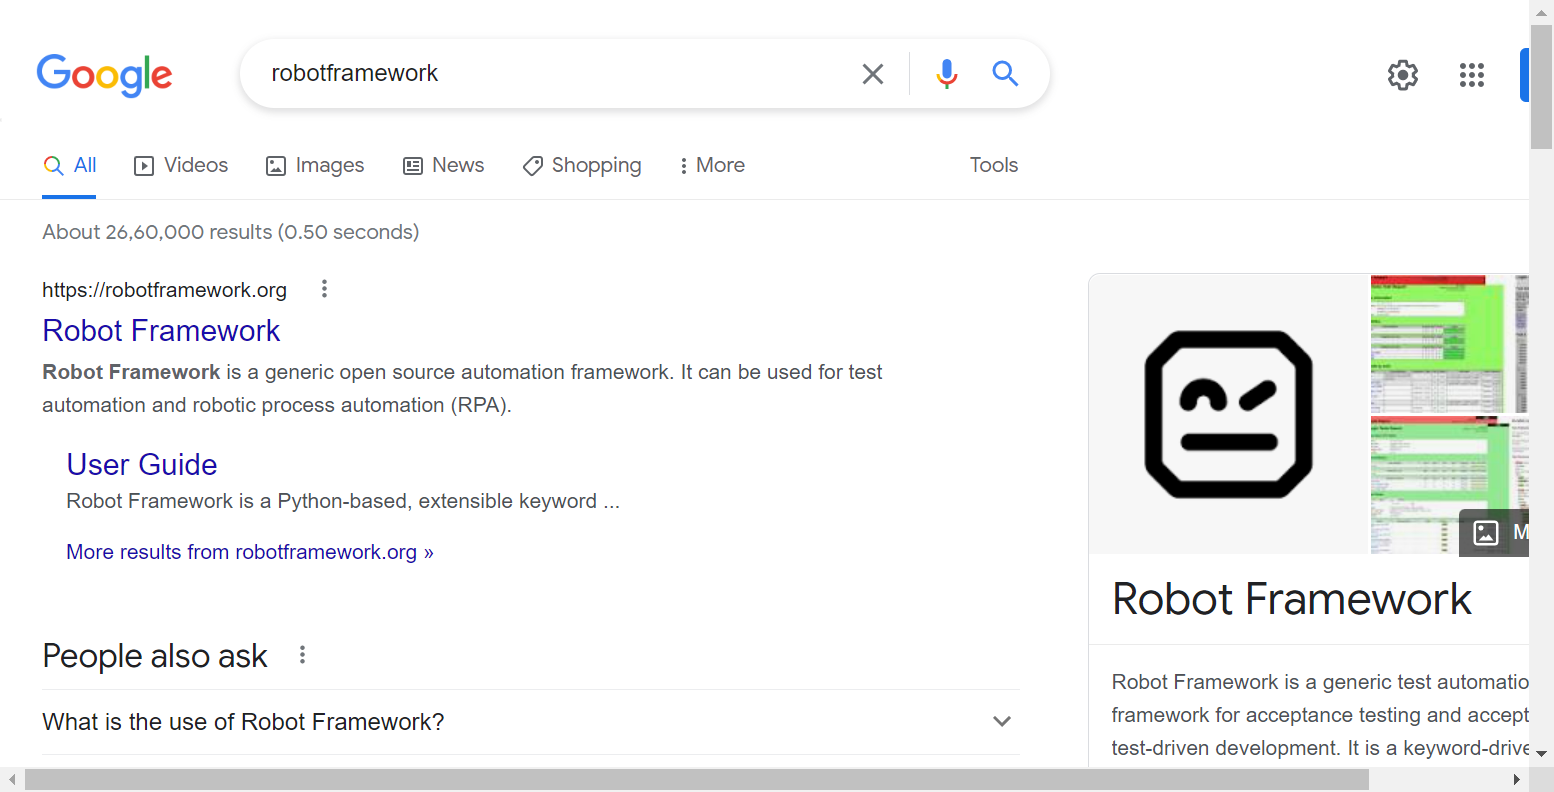 Google
robotframework
All
Videos
Images
News
Shopping
More
Tools
About 26,60,000 results (0.50 seconds)
https://robotframework.org
Robot Framework
Robot Framework is a generic open source automation framework. It can be used for test
automation and robotic process automation (RPA).
User Guide
Robot Framework is a Python-based, extensible keyword ...
More results from robotframework.org »
People also ask
What is the use of Robot Framework?
Robot Framework
Robot Framework is a generic test automatio
framework for acceptance testing and accept
test-driven development. It is a keyword-drive